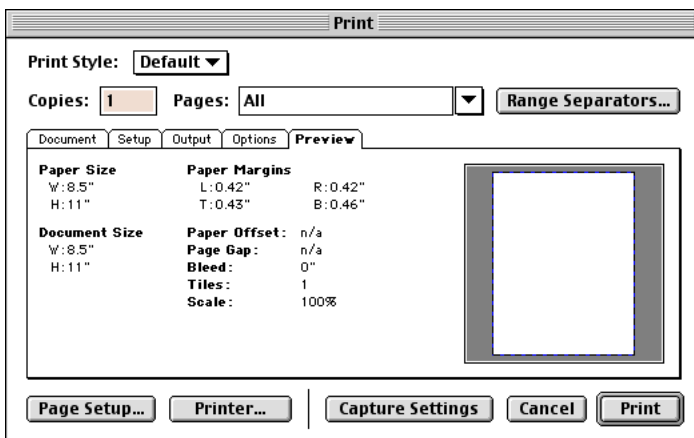 Print
Print Style: Default
Copies: 1 Pages: All Range Separators...
Document Setup Output Options Preview
Paper Size Paper Margins
W:8.5" L:0.42" R:0.42"
H:11" T:0.43" B:0.46"
Document Size Paper Offset: n/a
W:8.5" Page Gap: n/a
H:11" Bleed: 0"
Tiles: 1
Scale: 100%
Page Setup... Printer... Capture Settings Cancel Print